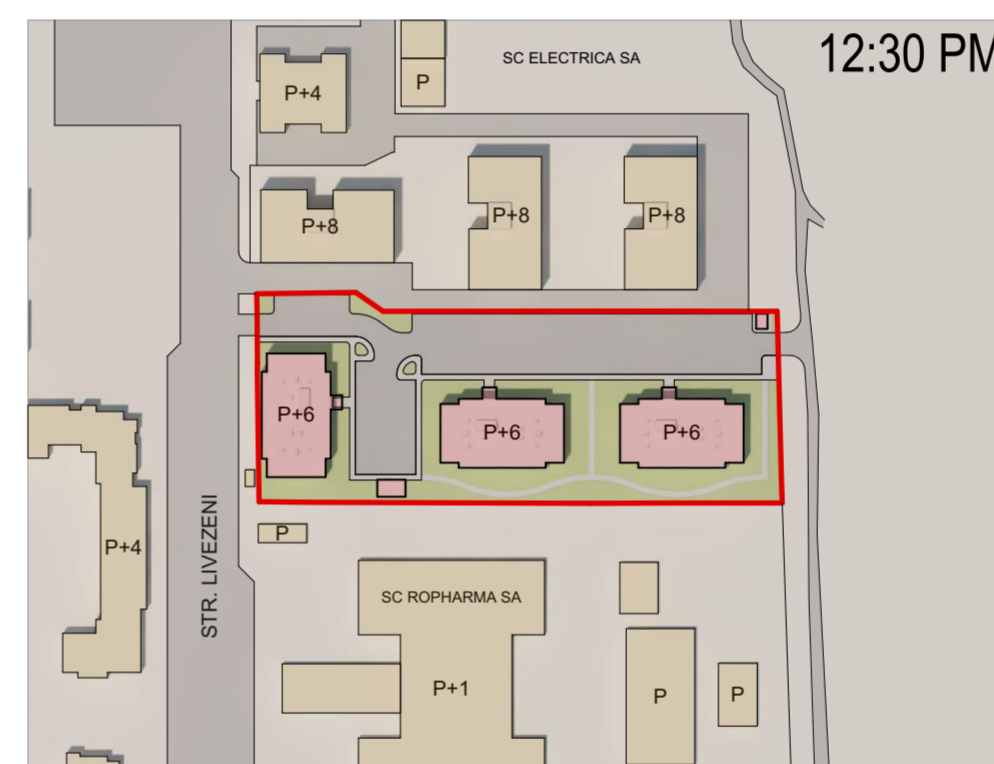 SC ELECTRICA SA
12:30 PM
P+4
P
P+8
P+8
P+8
P+6
P+6
P+6
STR. LIVEZENI
P
P+4
SC ROPHARMA SA
P+1
P
P